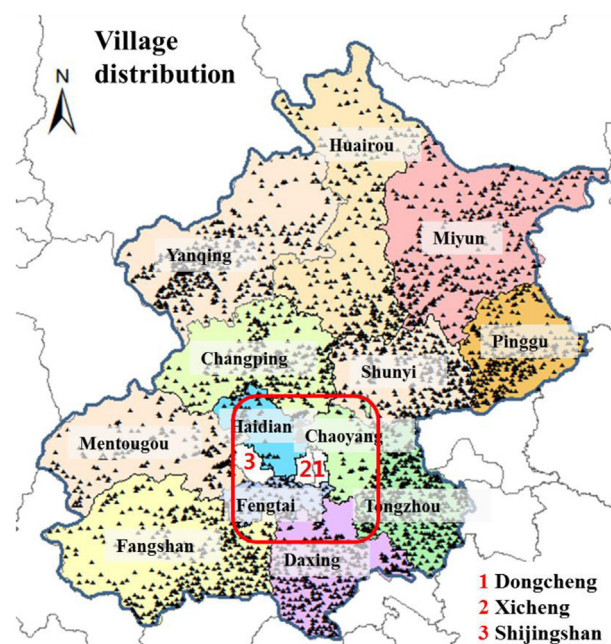 Village
distribution
N
Huairou
Miyun
Yanqing
Pinggu
Changping
Shunyi
Haidian
Chaoyang
Mentougou
3
21
Fengtai
Tongzhou
Fangshan
Daxing
1 Dongcheng
2 Xicheng
3 Shijingshan